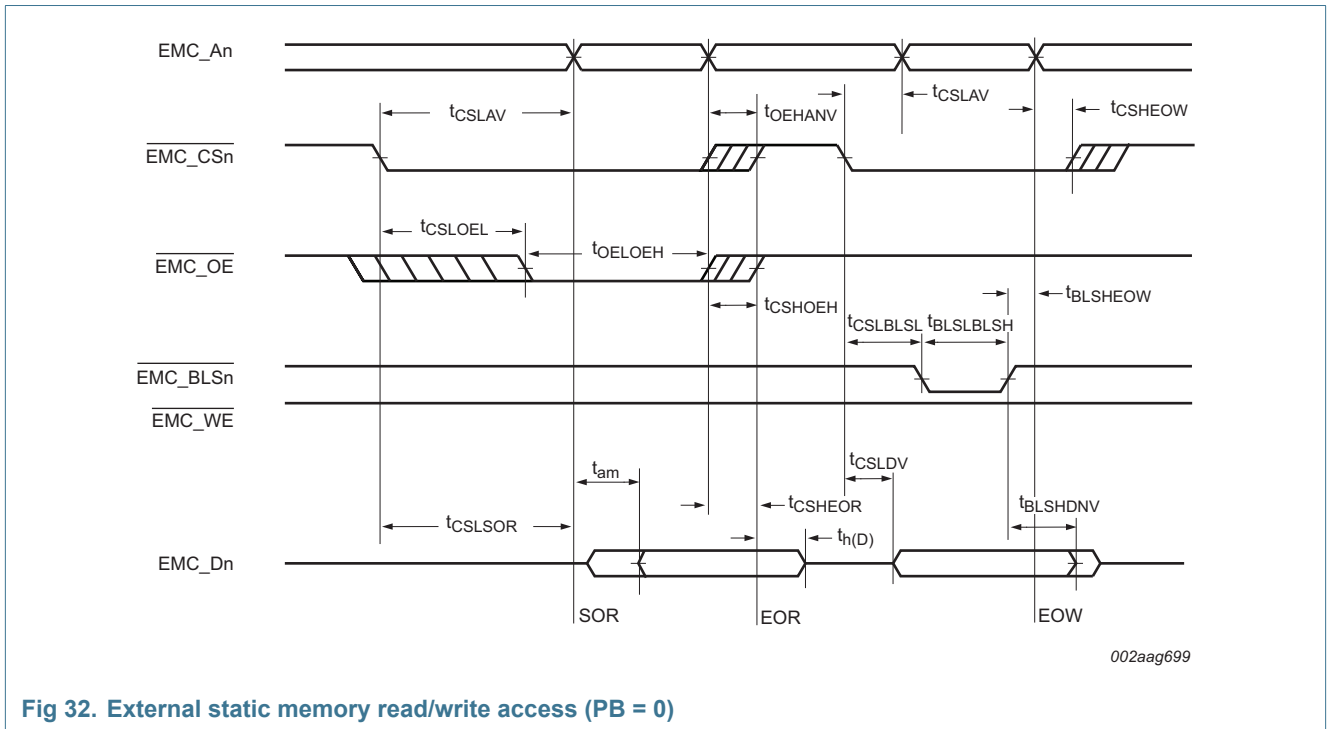 EMC_An
tCSLAV
tOEHANV
tCSLAV
tCSHEOW
EMC_CSn
tCSLOEL
tOELOEH
EMC_OE
tCSHOEH
tBLSHEOW
tCSLBLSL
tBLSLBLSH
EMC_BLSn
EMC_WE
tam
tCSLDV
tCSHEOR
tBLSHDNV
tCSLSOR
th(D)
EMC_Dn
SOR
EOR
EOW
002aag699
Fig 32. External static memory read/write access (PB = 0)